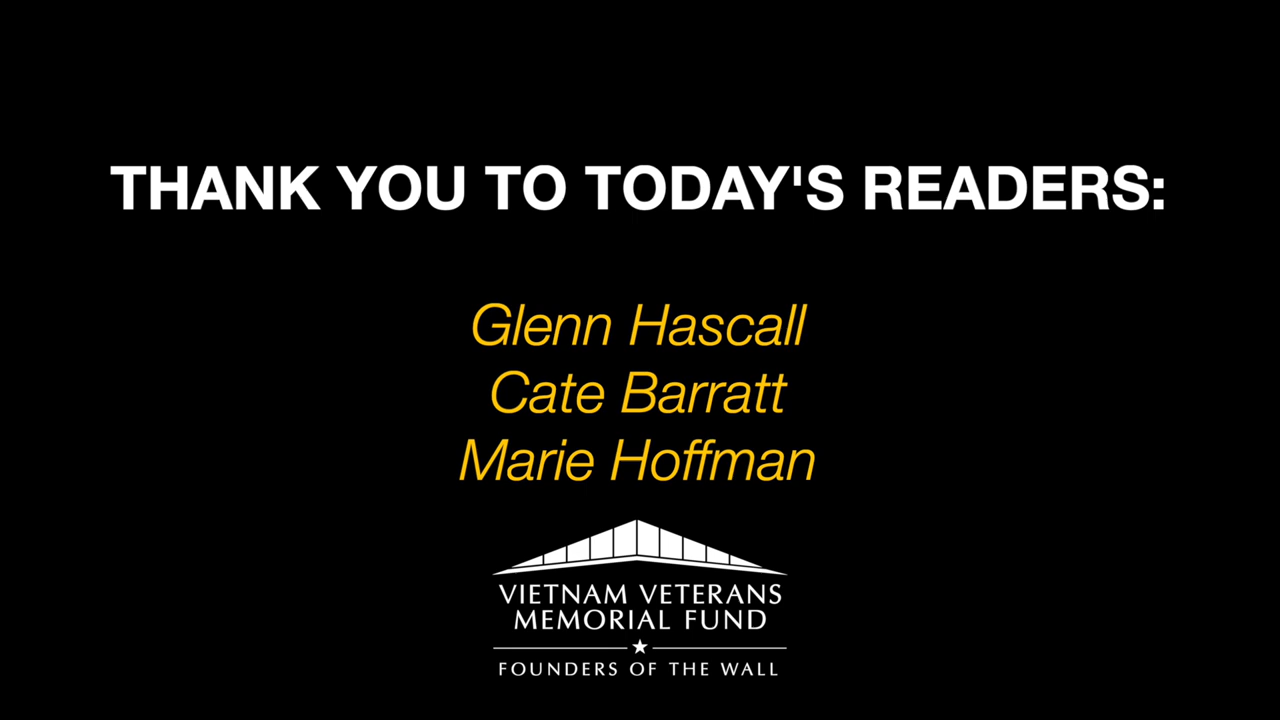 THANK YOU TO TODAY'S READERS:
Glenn Hascall
Cate Barratt
Marie Hoffman
VIETNAM VETERANS
MEMORIAL FUND
FOUNDERS OF THE WALL